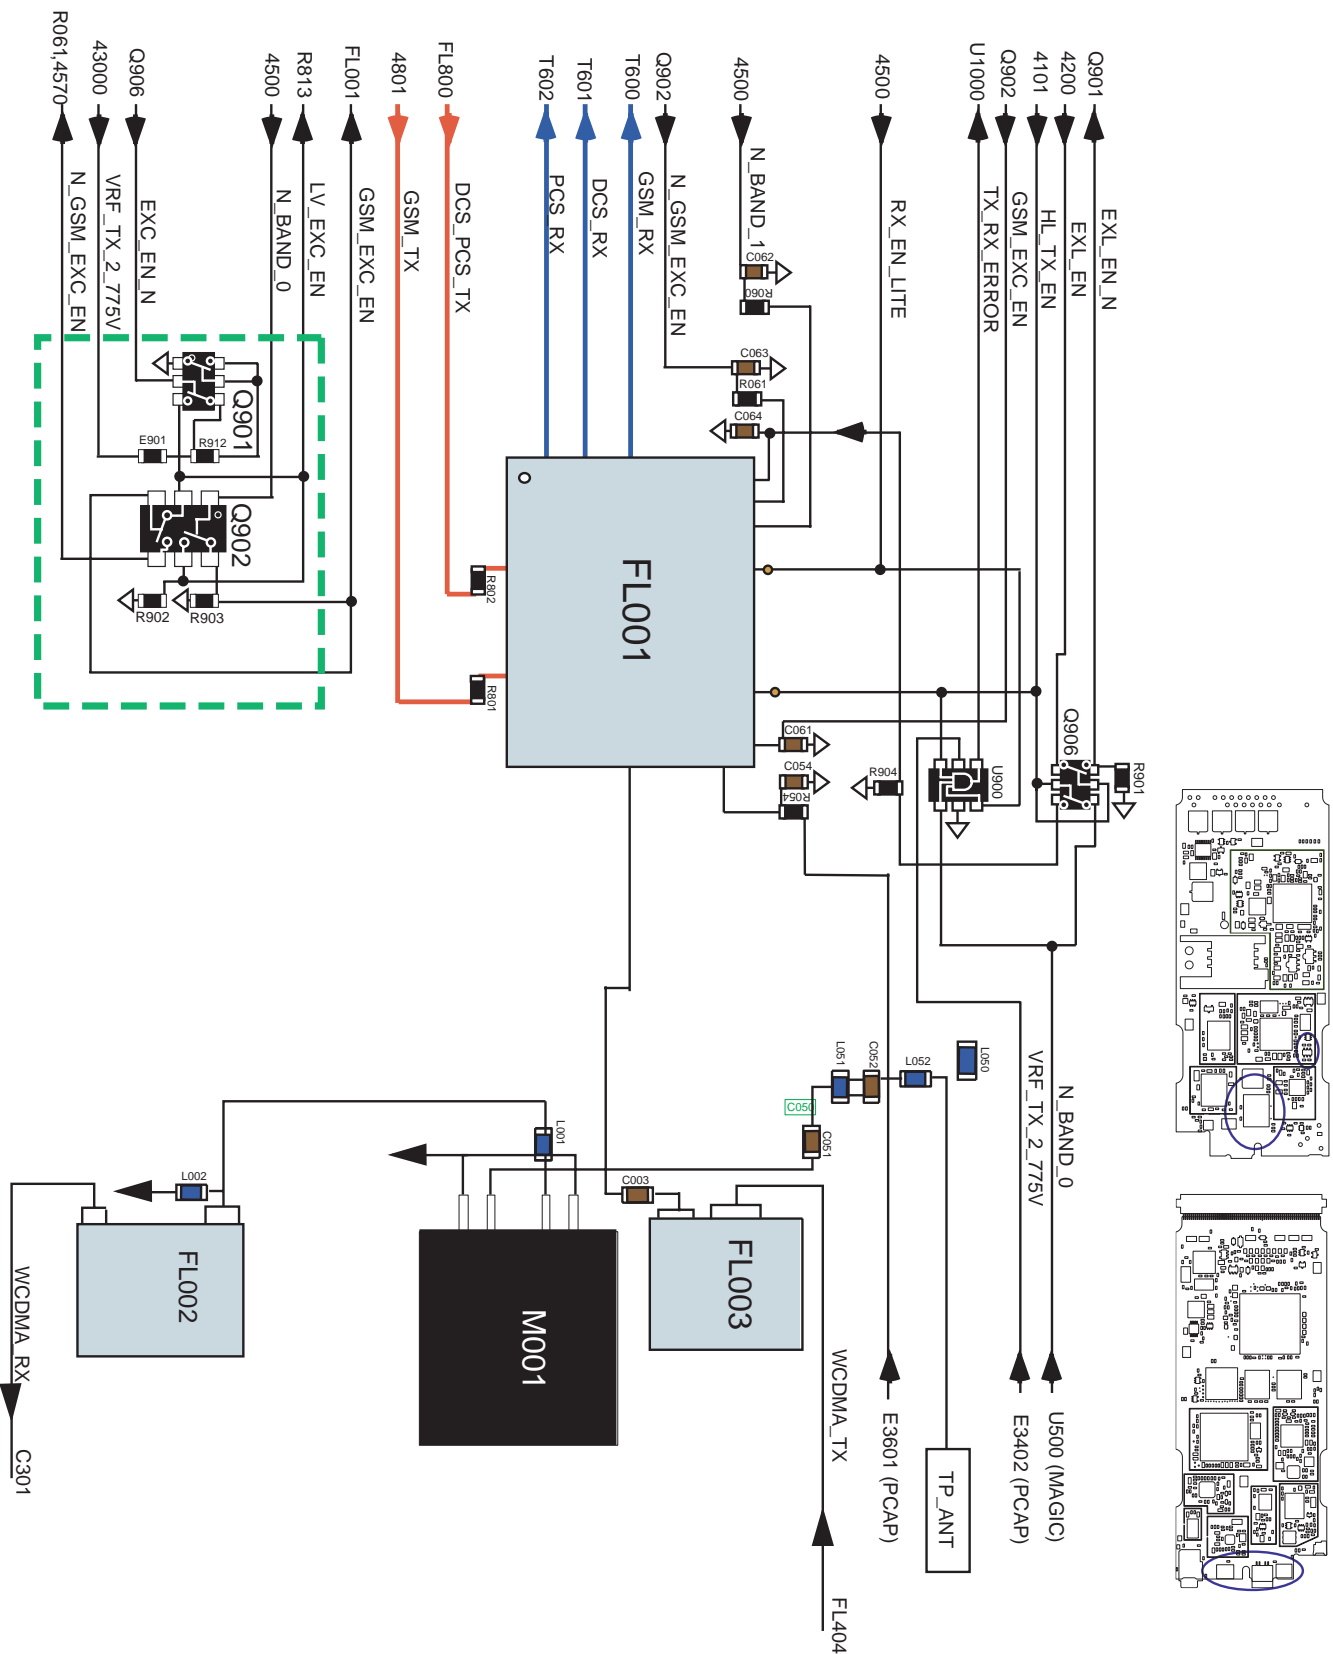 R061,4570
N_GSM_EXC_EN
43000
VRF_TX_2_775V
Q906
EXC_EN_N
4500
N_BAND_0
R813
LV_EXC_EN
FL001
GSM_EXC_EN
4801
GSM_TX
FL800
DCS_PCS_TX
T602
PCS_RX
T601
DCS_RX
T600
GSM_RX
Q902
N_GSM_EXC_EN
4500
N_BAND_1
4500
RX_EN_LITE
U1000
TX_RX_ERROR
Q902
GSM_EXC_EN
4101
HL_TX_EN
4200
EXL_EN
Q901
EXL_EN_N
C062
R060
C063
R061
C064
Q901
E901
R912
Q902
R902
R903
R802
R801
FL001
C061
C054
R054
R904
U900
Q906
R901
L050
L052
C052
L051
C050
C051
L001
L002
C003
FL002
M001
FL003
N_BAND_0
U500 (MAGIC)
VRF_TX_2_775V
E3402 (PCAP)
TP_ANT
E3601 (PCAP)
WCDMA_TX
FL404
WCDMA_RX
C301